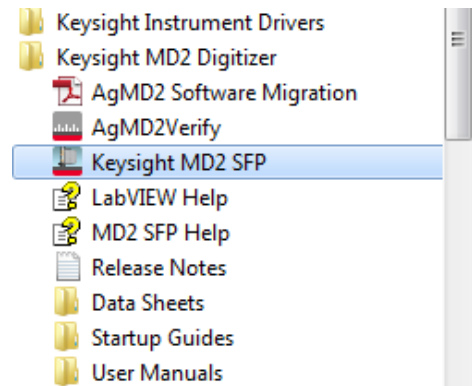 Keysight Instrument Drivers
Keysight MD2 Digitizer
AgMD2 Software Migration
AgMD2Verify
Keysight MD2 SFP
LabVIEW Help
MD2 SFP Help
Release Notes
Data Sheets
Startup Guides
User Manuals